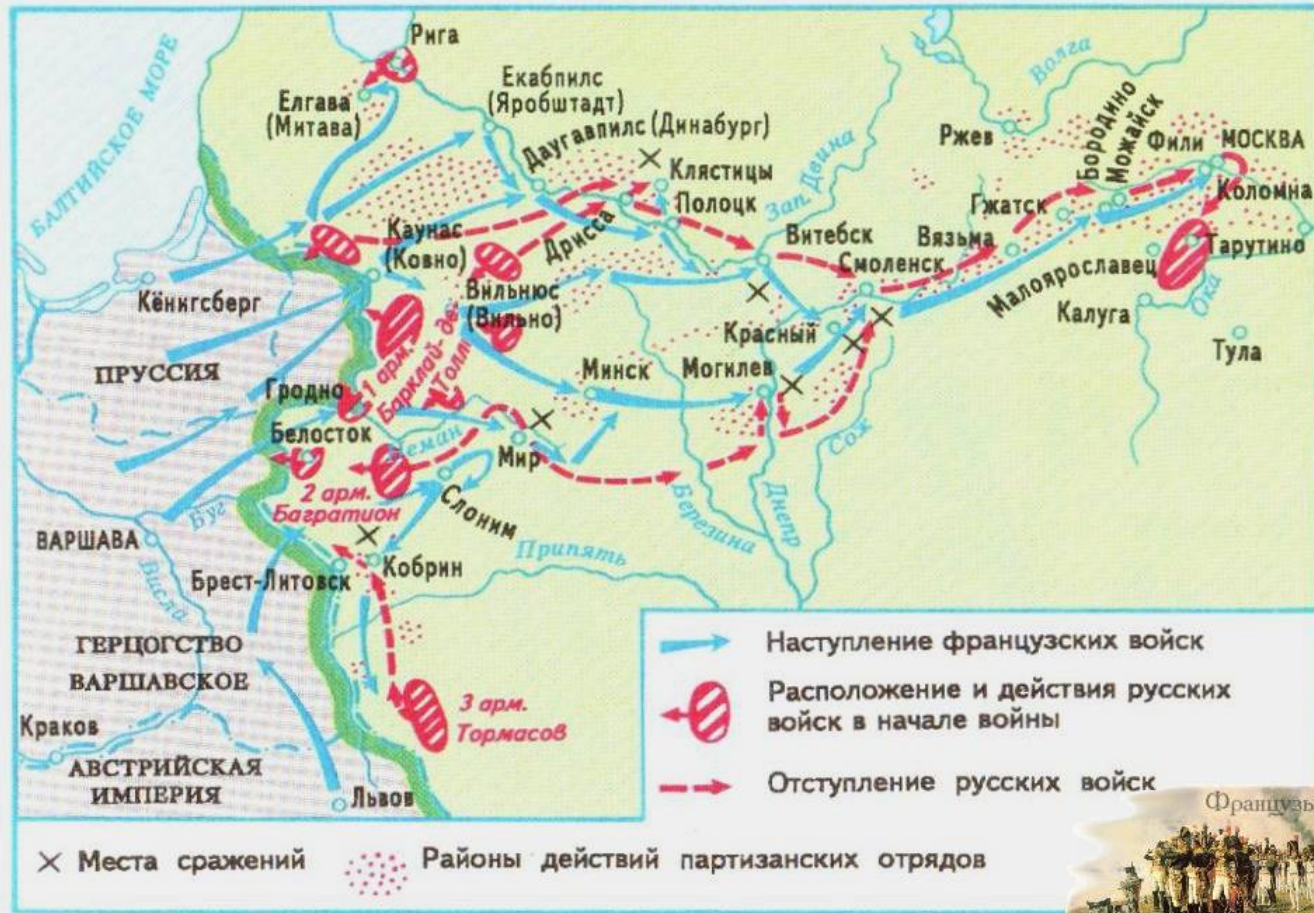 Рига
Елгава
(Митава)
Екабпилс
(Яробштадт)
Даугавпилс (Динабург)
Клястицы
Полоцк
Дрисса
Зап. Двина
Волга
Ржев
Бородино
Можайск
Фили
МОСКВА
Коломна
Гжатск
Вязьма
Тарутино
Малоярославец
Калуга
Ока
Тула
Витебск
Смоленск
Красный
Могилев
Минск
БАЛТИЙСКОЕ МОРЕ
Каунас
(Ковно)
Вильнюс
(Вильно)
Кёнигсберг
ПРУССИЯ
1 арм.
Барклай-де-
Толли
Гродно
Белосток
Неман
Мир
2 арм.
Багратион
Слоним
Сож
Днепр
Березина
Припять
Буг
ВАРШАВА
Висла
Кобрин
Брест-Литовск
ГЕРЦОГСТВО
ВАРШАВСКОЕ
3 арм.
Тормасов
Краков
АВСТРИЙСКАЯ
ИМПЕРИЯ
Львов
Наступление французских войск
Расположение и действия русских
войск в начале войны
Отступление русских войск
Места сражений
Районы действий партизанских отрядов
Французы